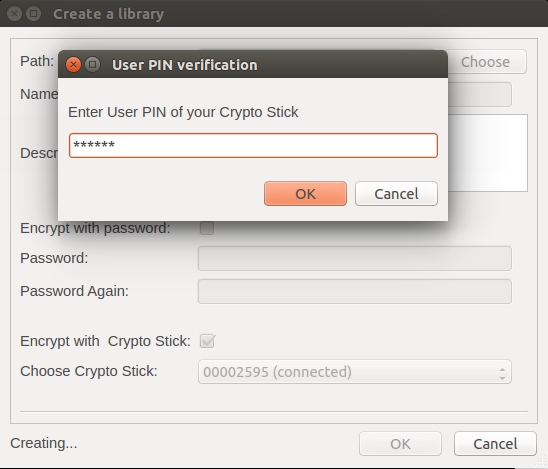 Create a library
Path:
Choose
User PIN verification
Name
Enter User PIN of your Crypto Stick
******
Descr
OK
Cancel
Encrypt with password:
Password:
Password Again:
Encrypt with  Crypto Stick:
Choose Crypto Stick:
00002595 (connected)
Creating...
OK
Cancel